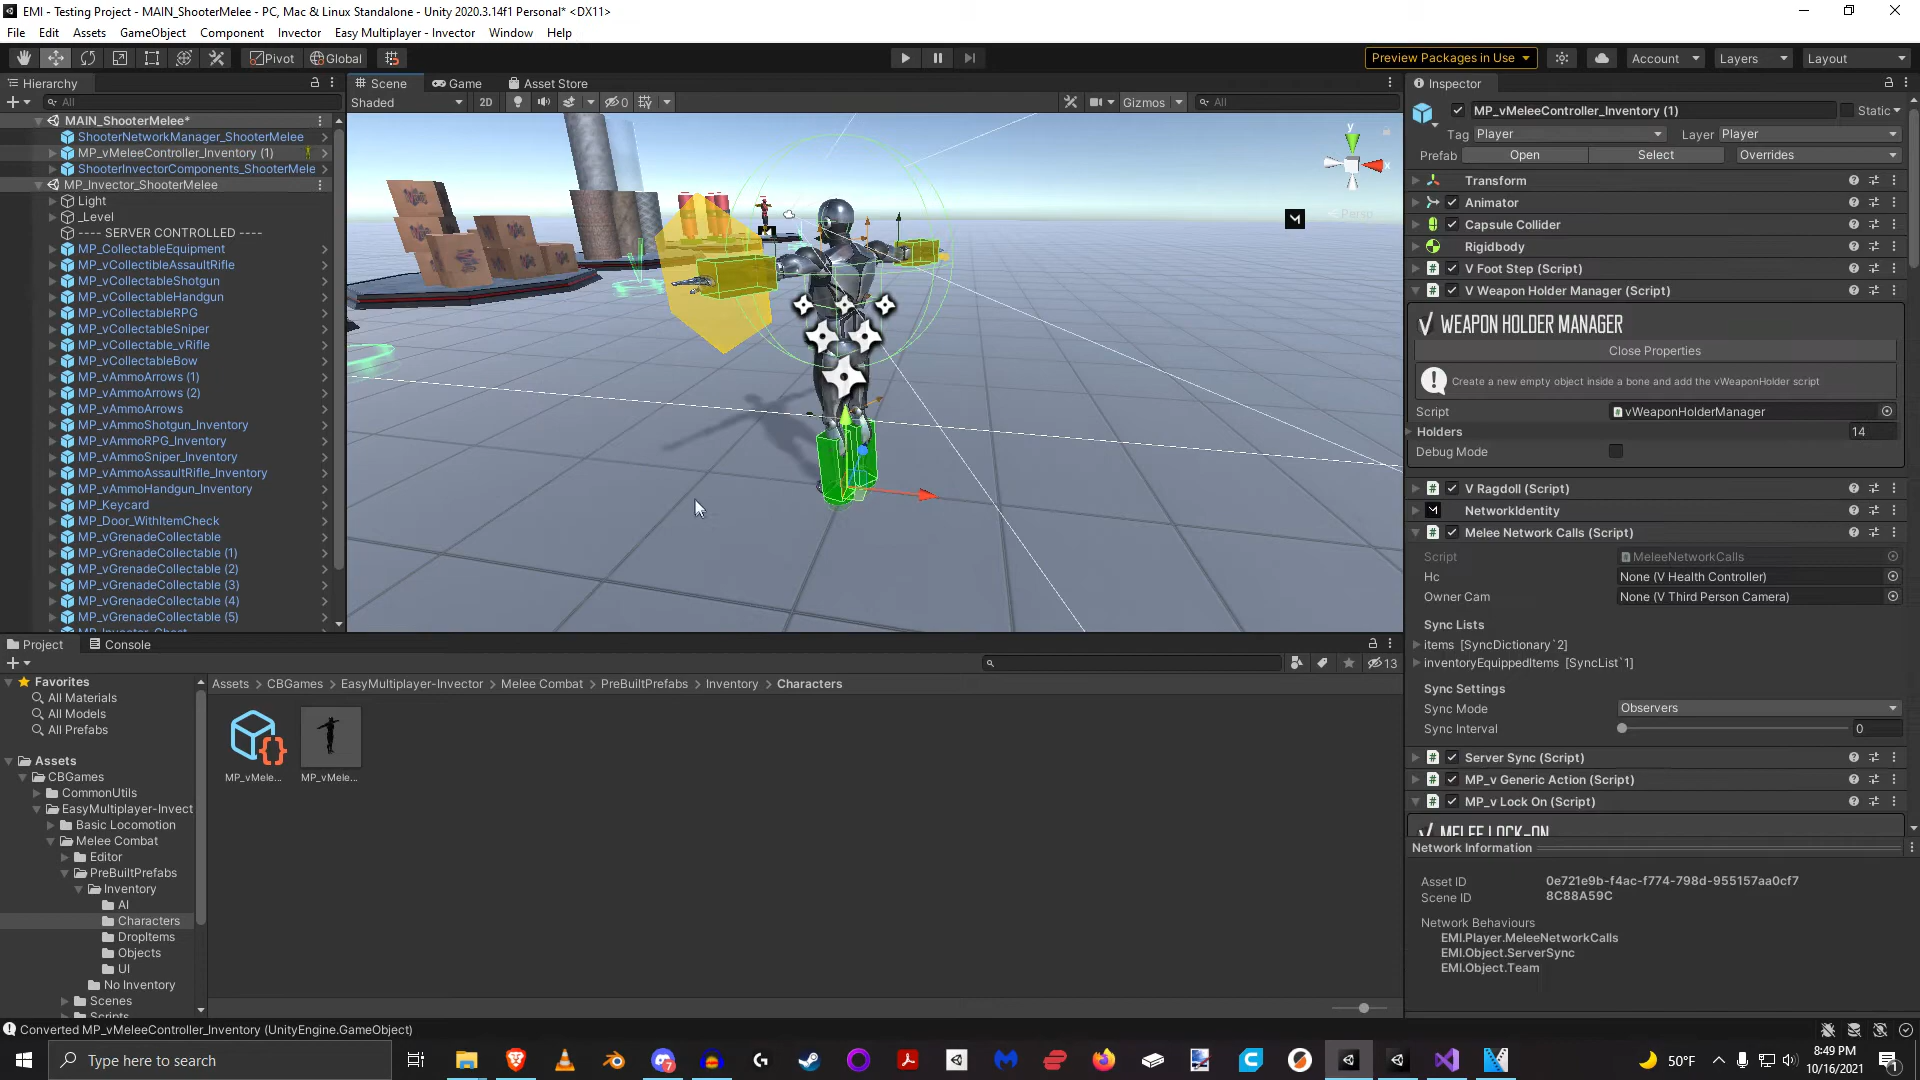 EMI - Testing Project - MAIN_ShooterMelee - PC, Mac & Linux Standalone - Unity 2020.3.14f1 Personal* <DX11>
File Edit Assets GameObject Component Invector Easy Multiplayer - Invector Window Help
Pivot Global Preview Packages in Use Account Layers Layout
Hierarchy
All
MAIN_ShooterMelee*
ShooterNetworkManager_ShooterMelee
MP_vMeleeController_Inventory (1)
ShooterInvectorComponents_ShooterMele
MP_Invector_ShooterMelee
Light
_Level
---- SERVER CONTROLLED ----
MP_CollectableEquipment
MP_vCollectibleAssaultRifle
MP_vCollectableShotgun
MP_vCollectableHandgun
MP_vCollectableRPG
MP_vCollectableSniper
MP_vCollectable_vRifle
MP_vCollectableBow
MP_vAmmoArrows (1)
MP_vAmmoArrows (2)
MP_vAmmoArrows
MP_vAmmoShotgun_Inventory
MP_vAmmoRPG_Inventory
MP_vAmmoSniper_Inventory
MP_vAmmoAssaultRifle_Inventory
MP_vAmmoHandgun_Inventory
MP_Keycard
MP_Door_WithItemCheck
MP_vGrenadeCollectable
MP_vGrenadeCollectable (1)
MP_vGrenadeCollectable (2)
MP_vGrenadeCollectable (3)
MP_vGrenadeCollectable (4)
MP_vGrenadeCollectable (5)
Scene Game Asset Store
Shaded 2D 0 Gizmos All
y
x
Persp
Inspector
MP_vMeleeController_Inventory (1) Static
Tag Player Layer Player
Prefab Open Select Overrides
Transform
Animator
Capsule Collider
Rigidbody
V Foot Step (Script)
V Weapon Holder Manager (Script)
WEAPON HOLDER MANAGER
Close Properties
Create a new empty object inside a bone and add the vWeaponHolder script
Script vWeaponHolderManager
Holders 14
Debug Mode
V Ragdoll (Script)
NetworkIdentity
Melee Network Calls (Script)
Script MeleeNetworkCalls
Hc None (V Health Controller)
Owner Cam None (V Third Person Camera)
Sync Lists
items [SyncDictionary`2]
inventoryEquippedItems [SyncList`1]
Sync Settings
Sync Mode Observers
Sync Interval 0
Server Sync (Script)
MP_v Generic Action (Script)
MP_v Lock On (Script)
MELEE LOCK-ON
Network Information
Asset ID 0e721e9b-f4ac-f774-798d-955157aa0cf7
Scene ID 8C88A59C
Network Behaviours
EMI.Player.MeleeNetworkCalls
EMI.Object.ServerSync
EMI.Object.Team
Project Console
13
Favorites
All Materials
All Models
All Prefabs
Assets
CBGames
CommonUtils
EasyMultiplayer-Invect
Basic Locomotion
Melee Combat
Editor
PreBuiltPrefabs
Inventory
AI
Characters
DropItems
Objects
UI
No Inventory
Scenes
Scripts
Assets > CBGames > EasyMultiplayer-Invector > Melee Combat > PreBuiltPrefabs > Inventory > Characters
MP_vMele... MP_vMele...
Converted MP_vMeleeController_Inventory (UnityEngine.GameObject)
Type here to search
50°F
8:49 PM
10/16/2021